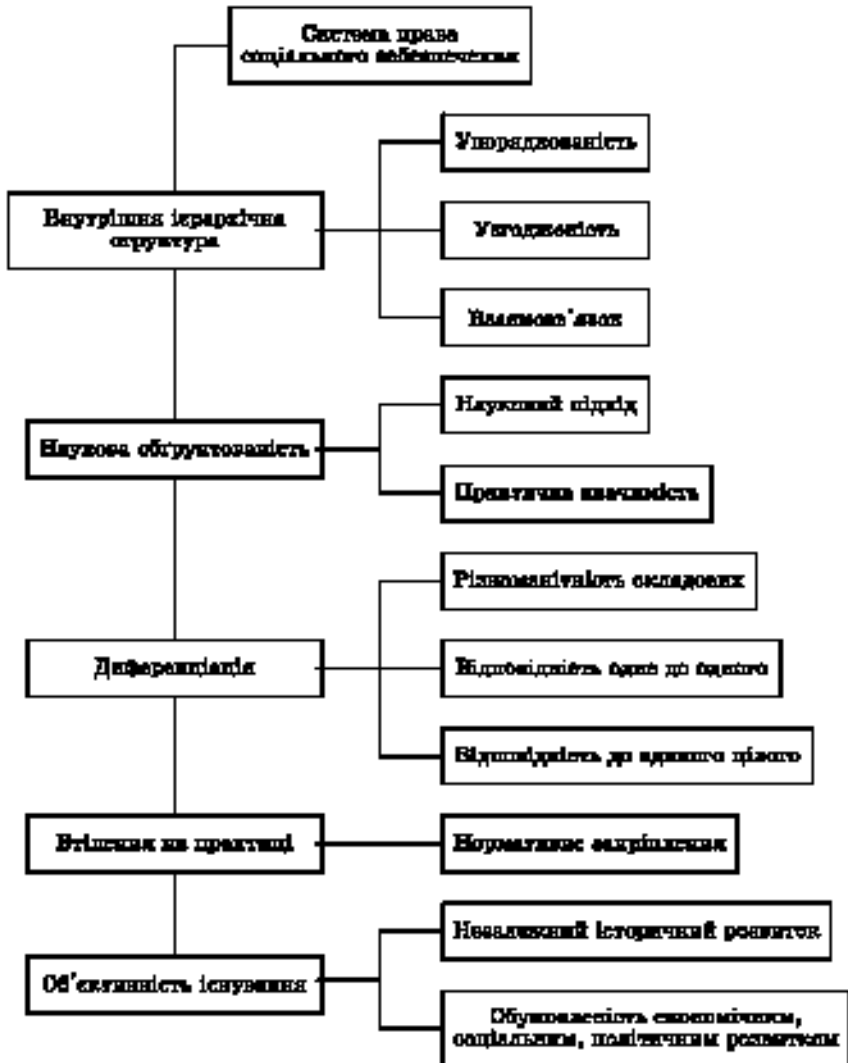 Система права
соціального забезпечення
Упорядкованість
Внутрішня ієрархічна
структура
Узгодженість
Взаємозв'язок
Науковий підхід
Наукова обґрунтованість
Практична значимість
Різноманітність складових
Диференціація
Відповідність одне до одного
Відповідність до єдиного цілого
Втілення на практиці
Нормативне закріплення
Незалежний історичний розвиток
Об'єктивність існування
Обумовленість економічним,
соціальним, політичним розвитком